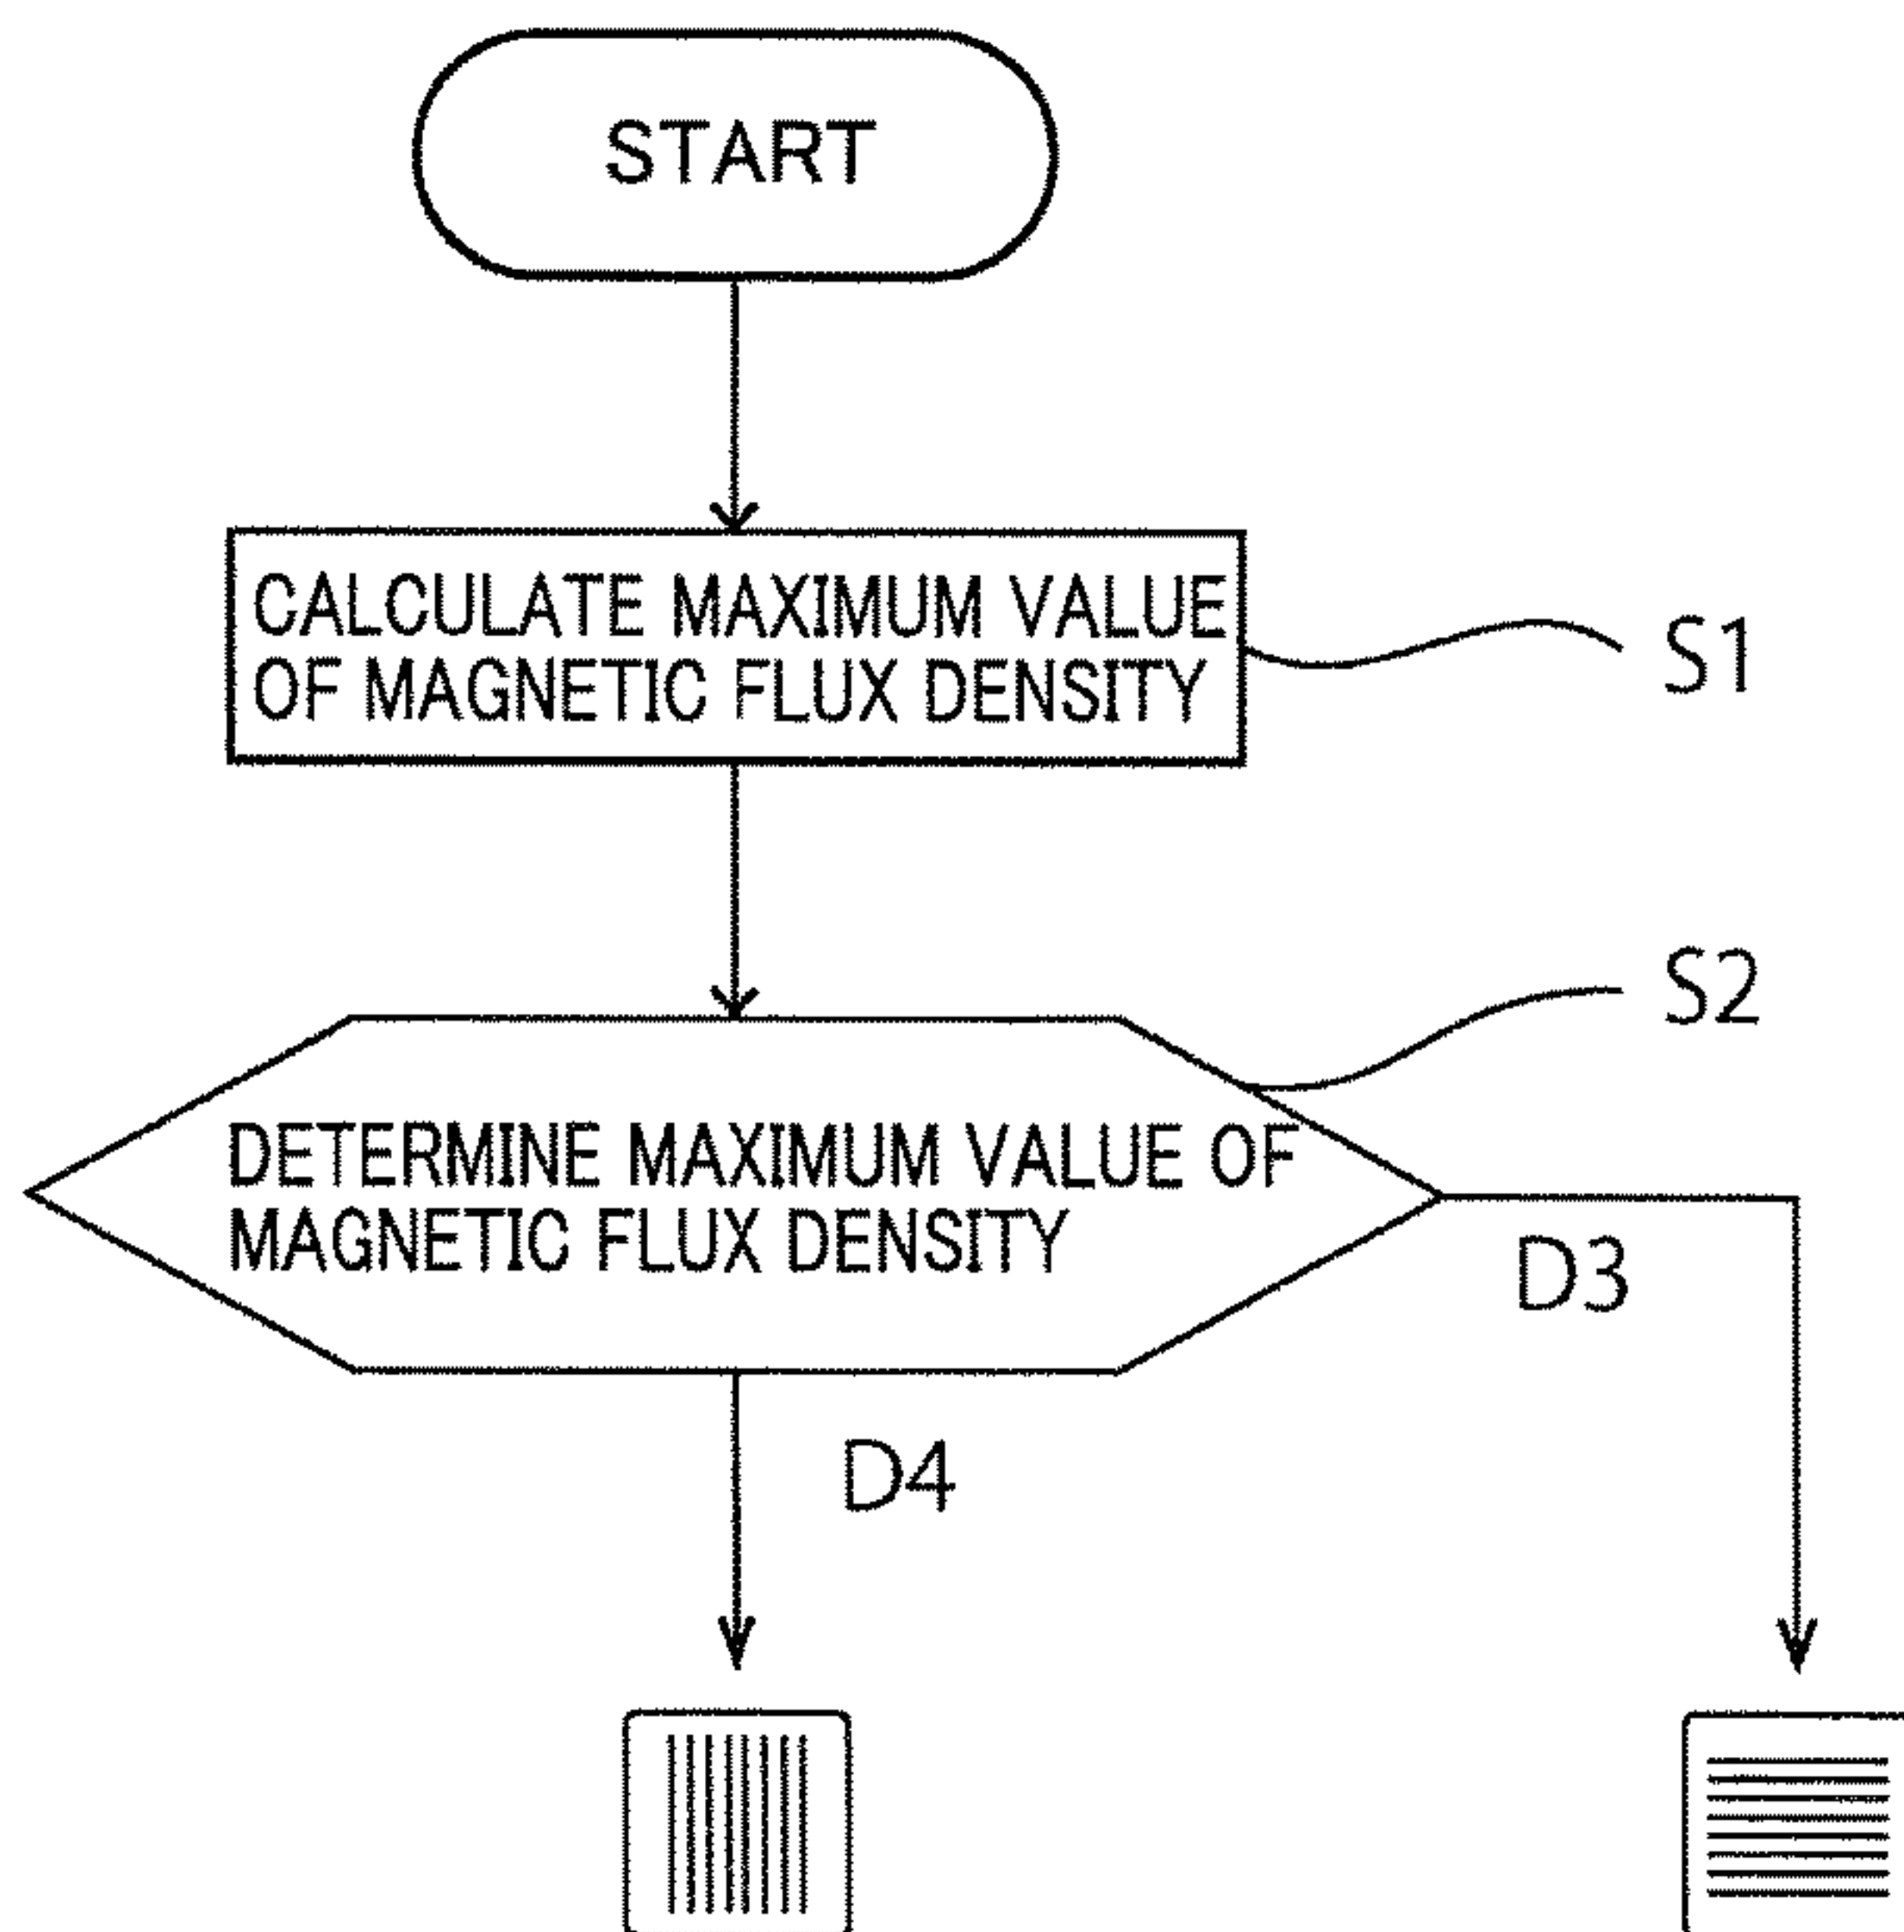 START
CALCULATE MAXIMUM VALUE
OF MAGNETIC FLUX DENSITY
S1
S2
DETERMINE MAXIMUM VALUE OF
MAGNETIC FLUX DENSITY
D3
D4